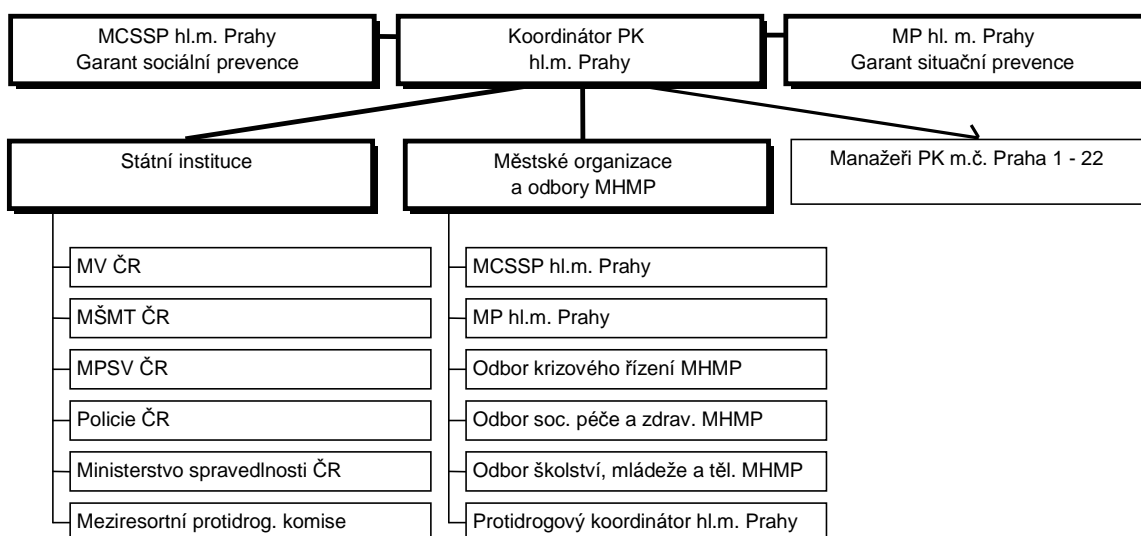 MCSSP hl.m. Prahy
Garant sociální prevence
Koordinátor PK
hl.m. Prahy
MP hl. m. Prahy
Garant situační prevence
Státní instituce
Městské organizace
a odbory MHMP
Manažeři PK m.č. Praha 1 - 22
MV ČR
MŠMT ČR
MPSV ČR
Policie ČR
Ministerstvo spravedlnosti ČR
Meziresortní protidrog. komise
MCSSP hl.m. Prahy
MP hl.m. Prahy
Odbor krizového řízení MHMP
Odbor soc. péče a zdrav. MHMP
Odbor školství, mládeže a těl. MHMP
Protidrogový koordinátor hl.m. Prahy